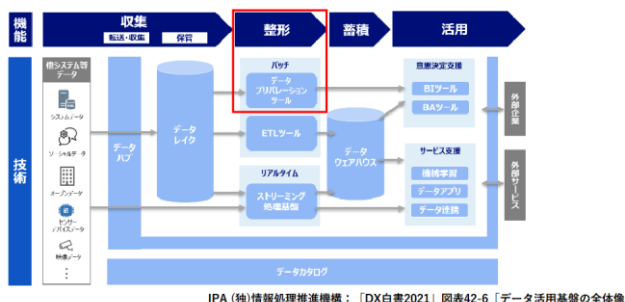 機能
収集
転送・収集
保管
整形
蓄積
活用
技術
データ
システムデータ
ソーシャルデータ
オープンデータ
センサー
デバイスデータ
映像データ
データ
ハブ
データ
レイク
バッチ
データ
プリパレーション
ツール
ETLツール
リアルタイム
ストリーミング
処理基盤
データ
ウェアハウス
意思決定支援
BIツール
BAツール
サービス支援
機械学習
データアプリ
データ連携
外部企業
外部サービス
データカタログ
IPA (独)情報処理推進機構：「DX白書2021」図表42-6「データ活用基盤の全体像